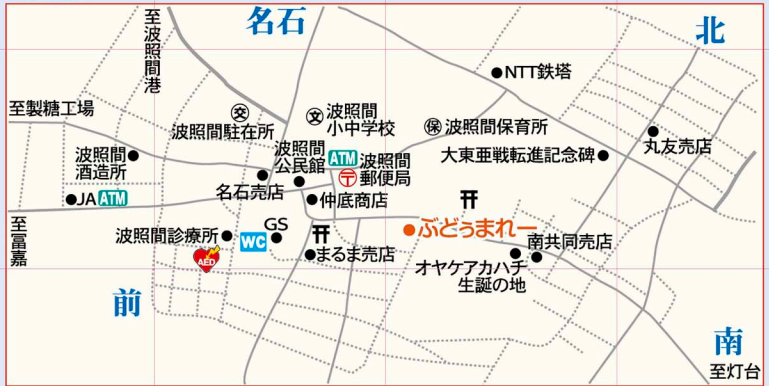 至波照間港
名石
北
NTT鉄塔
至製糖工場
交
波照間駐在所
文
波照間
小中学校
保
波照間保育所
丸友売店
波照間
酒造所
波照間
公民館
ATM
波照間
郵便局
大東亜戦転進記念碑
名石売店
JA ATM
仲底商店
至冨嘉
波照間診療所
WC
GS
ぶどぅまれー
AED
まるま売店
南共同売店
オヤケアカハチ
生誕の地
前
南
至灯台